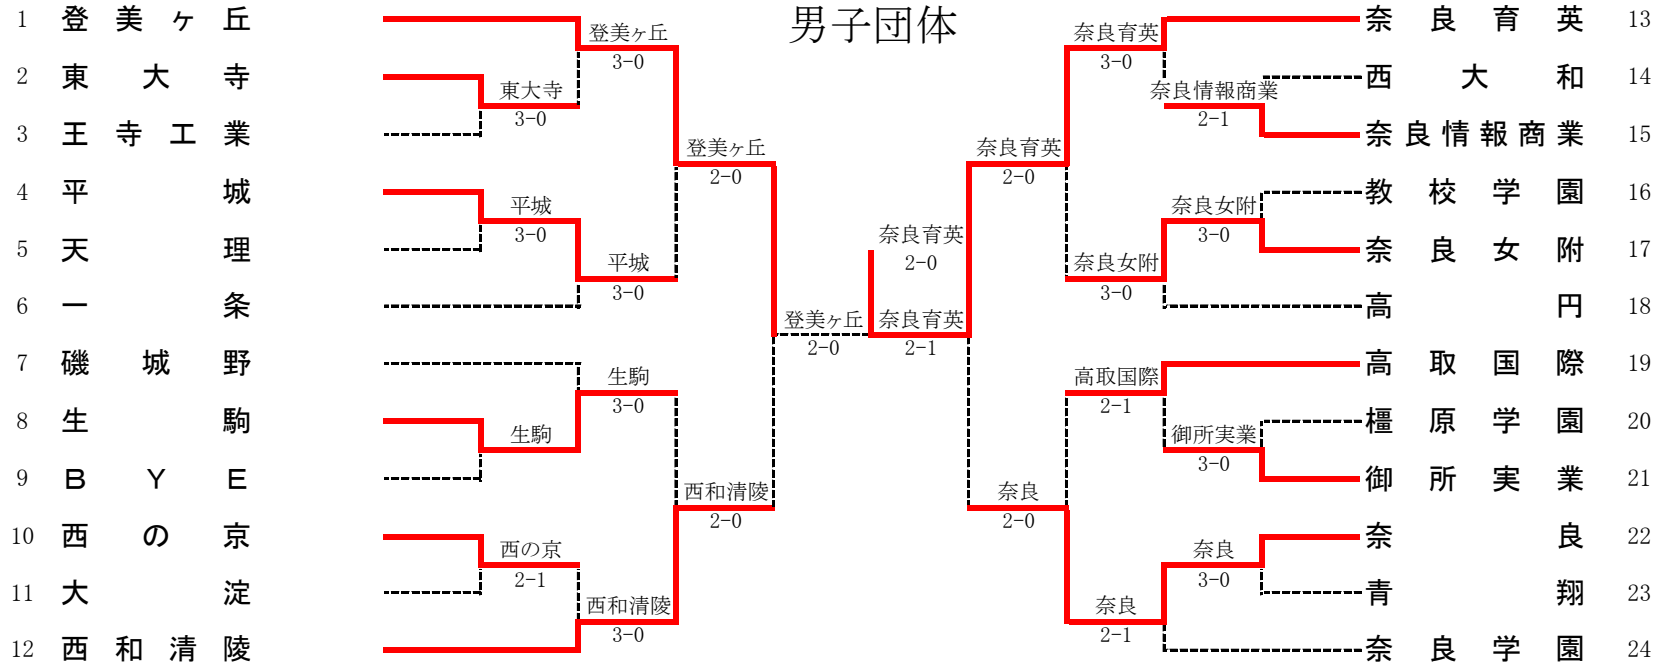 男子団体
1 登美ヶ丘
2 東大寺
3 王寺工業
4 平城
5 天理
6 一条
7 磯城野
8 生駒
9 ＢＹＥ
10 西の京
11 大淀
12 西和清陵
東大寺
3-0
平城
3-0
生駒
西の京
2-1
登美ヶ丘
3-0
平城
3-0
生駒
3-0
西和清陵
3-0
登美ヶ丘
2-0
西和清陵
2-0
登美ヶ丘
2-0
奈良育英
2-0
奈良育英
2-1
奈良育英
2-0
奈良
2-0
奈良育英
3-0
奈良女附
3-0
高取国際
2-1
奈良
2-1
奈良情報商業
2-1
奈良女附
3-0
御所実業
3-0
奈良
3-0
奈良育英 13
西大和 14
奈良情報商業 15
教校学園 16
奈良女附 17
高円 18
高取国際 19
橿原学園 20
御所実業 21
奈良 22
青翔 23
奈良学園 24